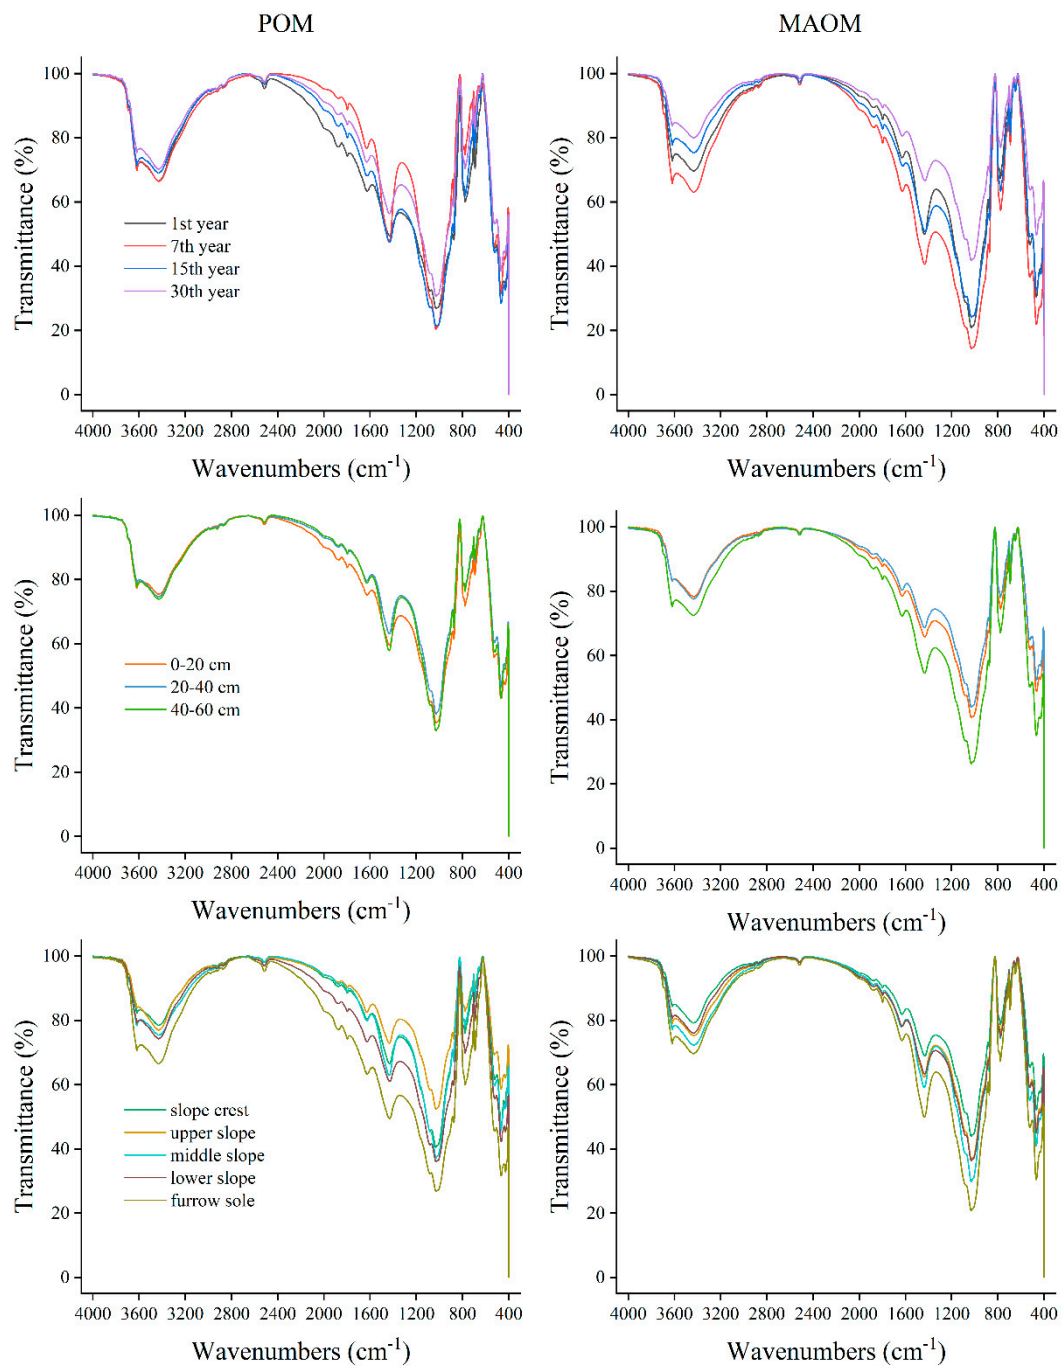 POM
MAOM
100
80
60
40
20
0
Transmittance (%)
1st year
7th year
15th year
30th year
4000 3600 3200 2800 2400 2000 1600 1200 800 400
Wavenumbers (cm⁻¹)
100
80
60
40
20
0
Transmittance (%)
4000 3600 3200 2800 2400 2000 1600 1200 800 400
Wavenumbers (cm⁻¹)
100
80
60
40
20
0
Transmittance (%)
0-20 cm
20-40 cm
40-60 cm
4000 3600 3200 2800 2400 2000 1600 1200 800 400
Wavenumbers (cm⁻¹)
100
80
60
40
20
0
Transmittance (%)
4000 3600 3200 2800 2400 2000 1600 1200 800 400
Wavenumbers (cm⁻¹)
100
80
60
40
20
0
Transmittance (%)
slope crest
upper slope
middle slope
lower slope
furrow sole
4000 3600 3200 2800 2400 2000 1600 1200 800 400
Wavenumbers (cm⁻¹)
100
80
60
40
20
0
Transmittance (%)
4000 3600 3200 2800 2400 2000 1600 1200 800 400
Wavenumbers (cm⁻¹)